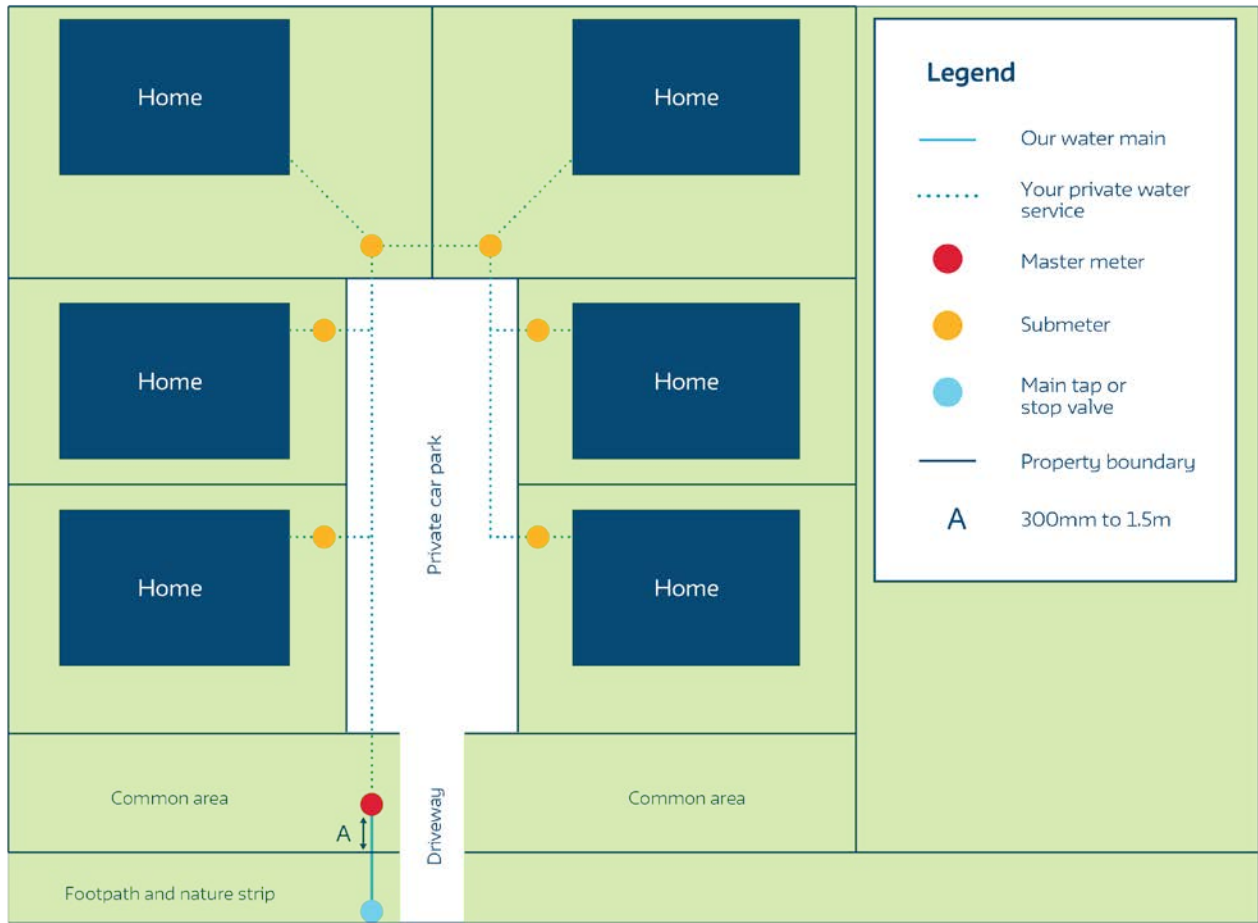 Home
Home
Home
Home
Home
Home
Private car park
Common area
Common area
A
Driveway
Footpath and nature strip
Legend
Our water main
Your private water
service
Master meter
Submeter
Main tap or
stop valve
Property boundary
A 300mm to 1.5m